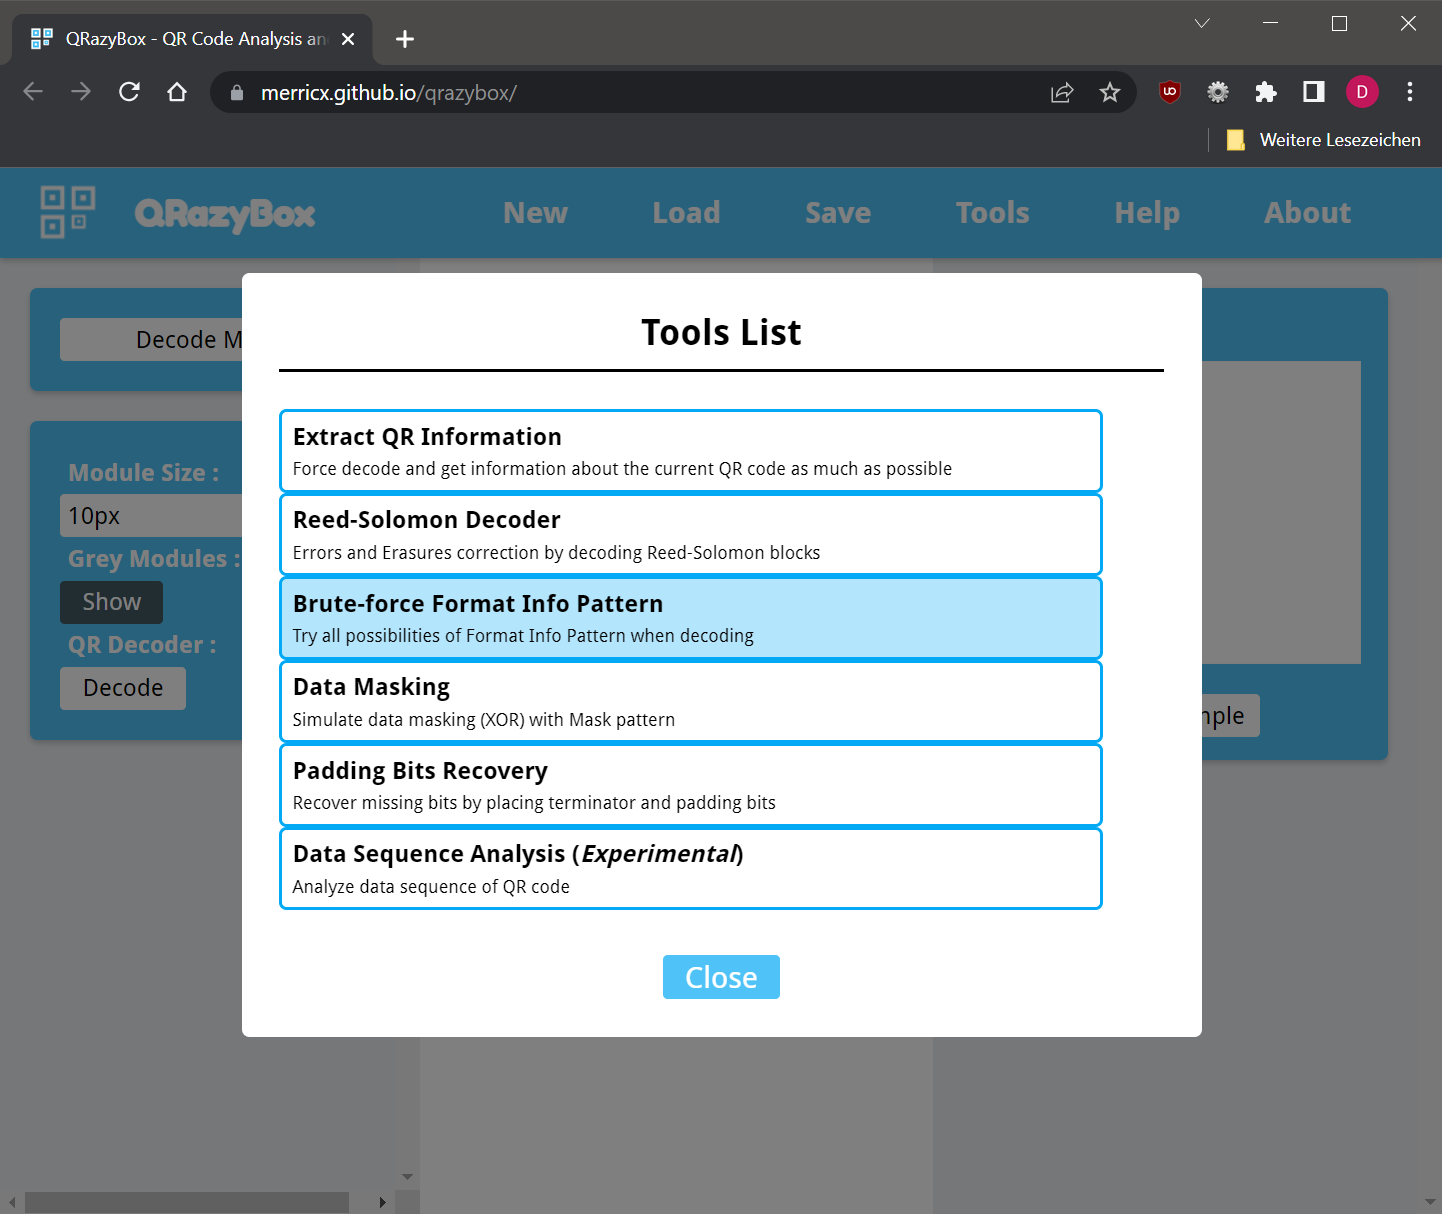 QRazyBox - QR Code Analysis an
merricx.github.io/qrazybox/
D
Weitere Lesezeichen
QRazyBox New Load Save Tools Help About
Decode M
Module Size :
10px
Grey Modules :
Show
QR Decoder :
Decode
Tools List
Extract QR Information
Force decode and get information about the current QR code as much as possible
Reed-Solomon Decoder
Errors and Erasures correction by decoding Reed-Solomon blocks
Brute-force Format Info Pattern
Try all possibilities of Format Info Pattern when decoding
Data Masking
Simulate data masking (XOR) with Mask pattern
Padding Bits Recovery
Recover missing bits by placing terminator and padding bits
Data Sequence Analysis (Experimental)
Analyze data sequence of QR code
Close
mple